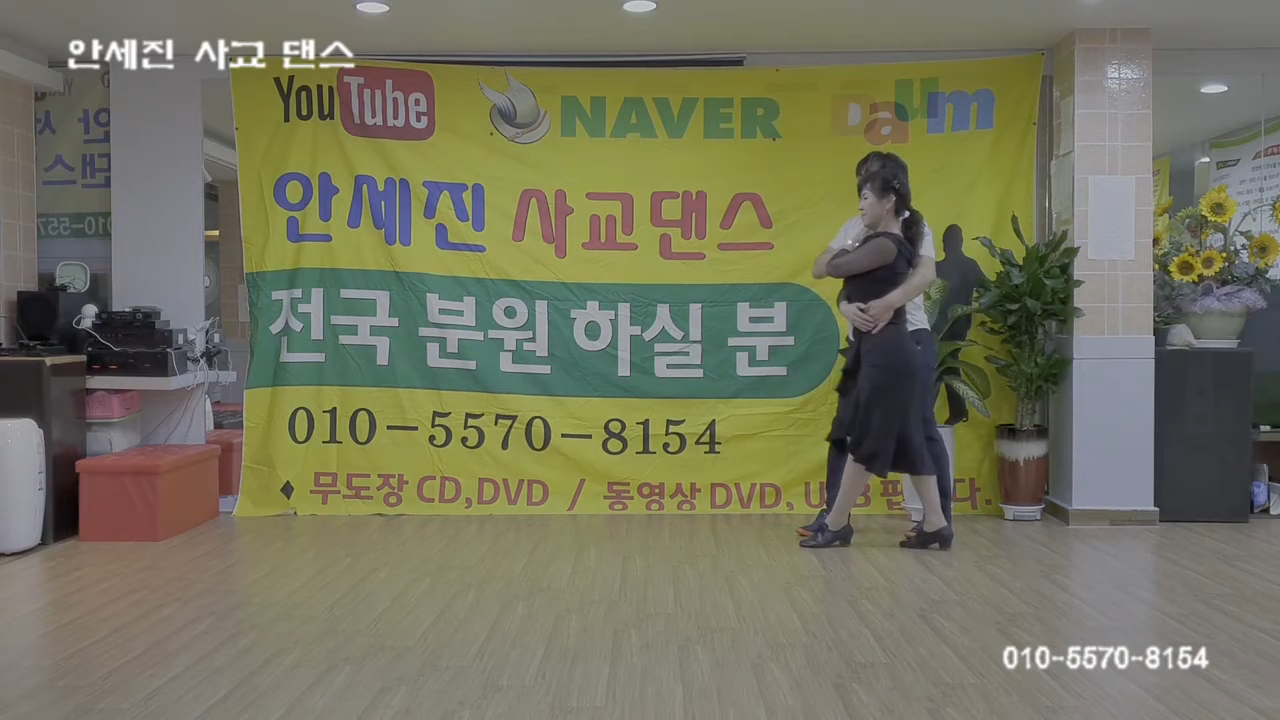 안세진 사교 댄스
YouTube NAVER Daum
안세진 사교댄스
전국 분원 하실 분
010-5570-8154
♦ 무도장 CD,DVD / 동영상 DVD, U
010-5570-8154